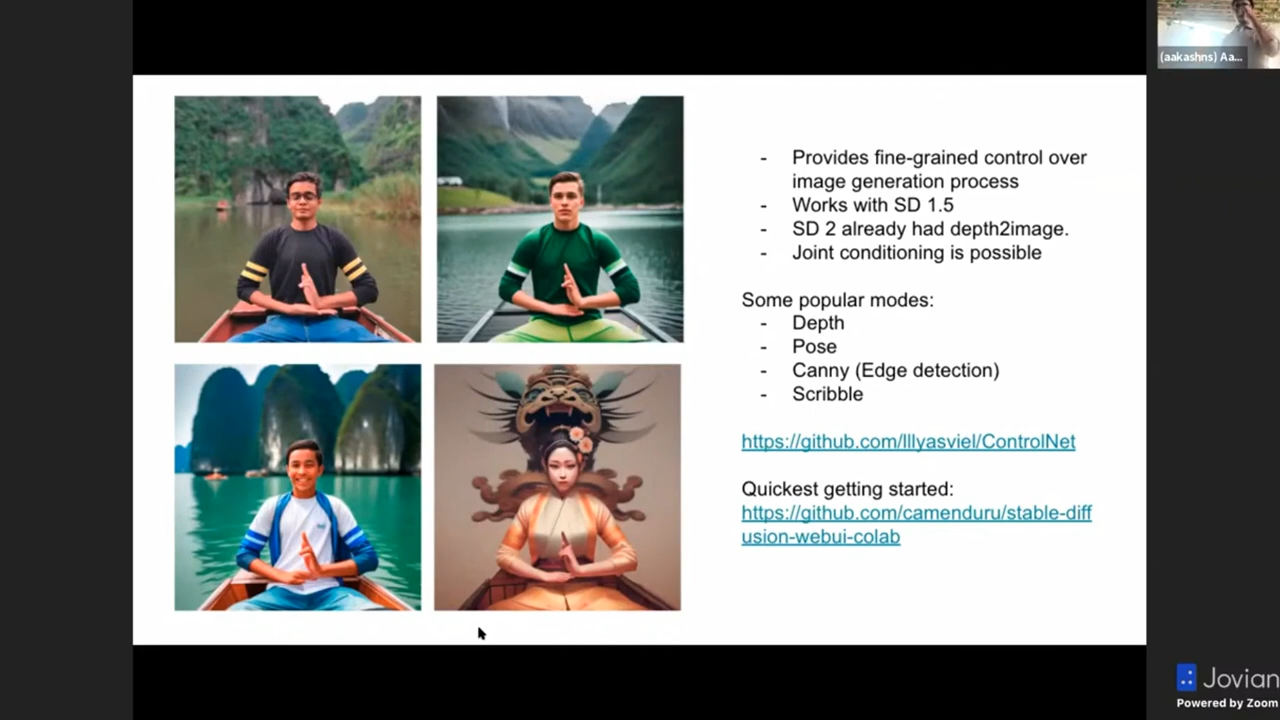 (aakashns) Aa...
- Provides fine-grained control over
image generation process
- Works with SD 1.5
- SD 2 already had depth2image.
- Joint conditioning is possible
Some popular modes:
- Depth
- Pose
- Canny (Edge detection)
- Scribble
https://github.com/lllyasviel/ControlNet
Quickest getting started:
https://github.com/camenduru/stable-diff
usion-webui-colab
Jovian
Powered by Zoom